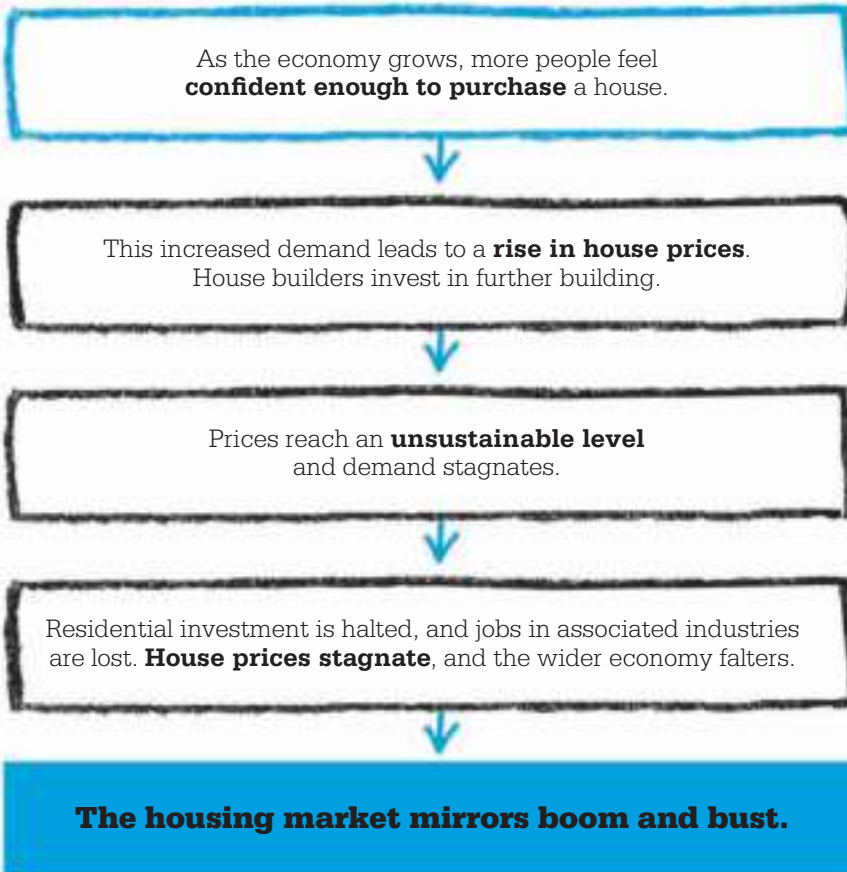 As the economy grows, more people feel
confident enough to purchase a house.
This increased demand leads to a rise in house prices.
House builders invest in further building.
Prices reach an unsustainable level
and demand stagnates.
Residential investment is halted, and jobs in associated industries
are lost. House prices stagnate, and the wider economy falters.
The housing market mirrors boom and bust.